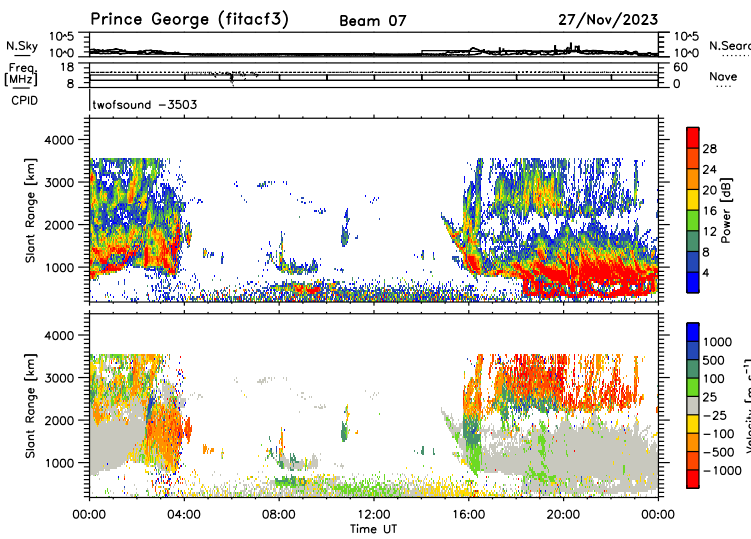 Prince George (fitacf3) Beam 07 27/Nov/2023
N.Sky 10^5 10^0 10^5 10^0 N.Searc
Freq [MHz] 18 8 60 0 Nave
CPID twofsound -3503
Slant Range [km] 4000 3000 2000 1000
Power [dB] 28 24 20 16 12 8 4
Slant Range [km] 4000 3000 2000 1000
Velocity [m s⁻¹] 1000 500 100 25 -25 -100 -500 -1000
00:00 04:00 08:00 12:00 16:00 20:00 00:00
Time UT